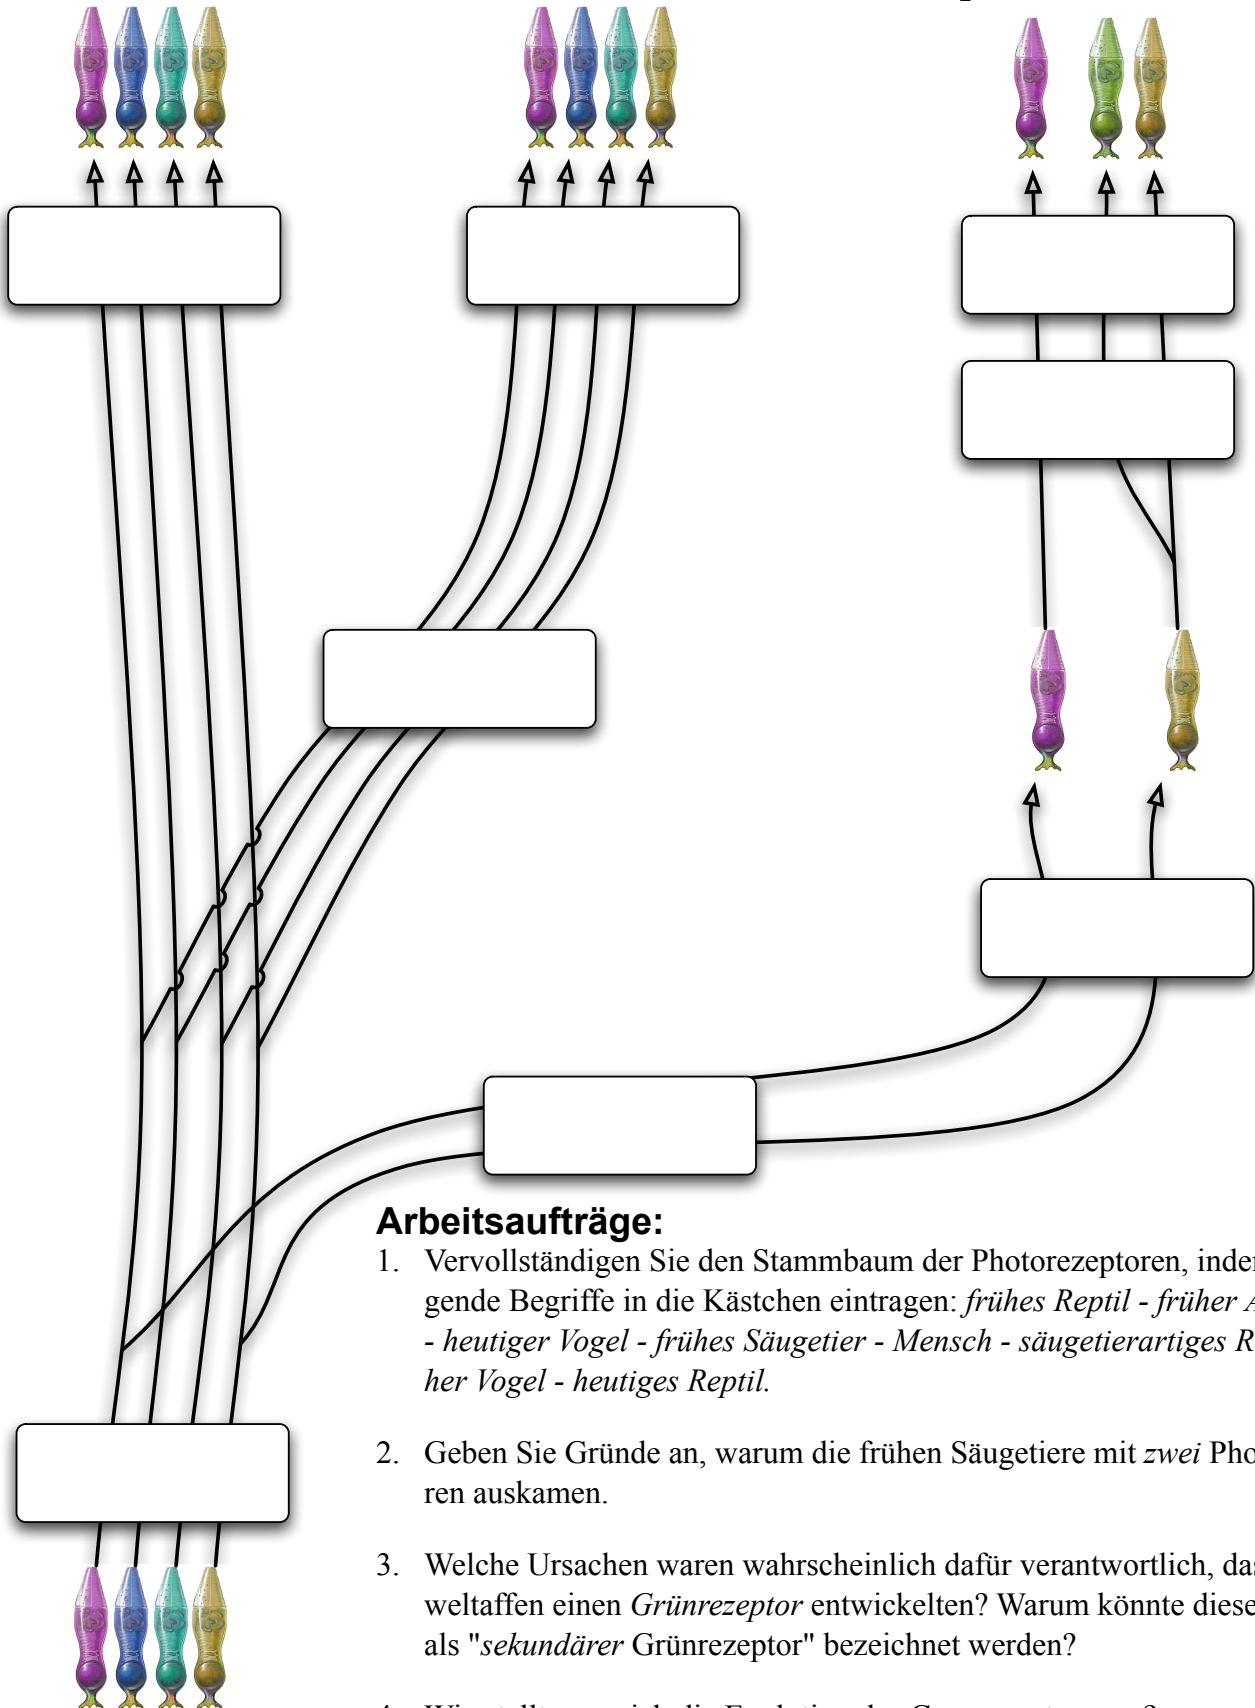 Arbeitsaufträge:
1. Vervollständigen Sie den Stammbaum der Photorezeptoren,
gende Begriffe in die Kästchen eintragen: frühes Reptil - früher
- heutiger Vogel - frühes Säugetier - Mensch - säugetierartiges
her Vogel - heutiges Reptil.
2. Geben Sie Gründe an, warum die frühen Säugetiere mit zwei Pho
ren auskamen.
3. Welche Ursachen waren wahrscheinlich dafür verantwortlich,
weltaffen einen Grünrezeptor entwickelten? Warum könnte diese
als "sekundärer Grünrezeptor" bezeichnet werden?